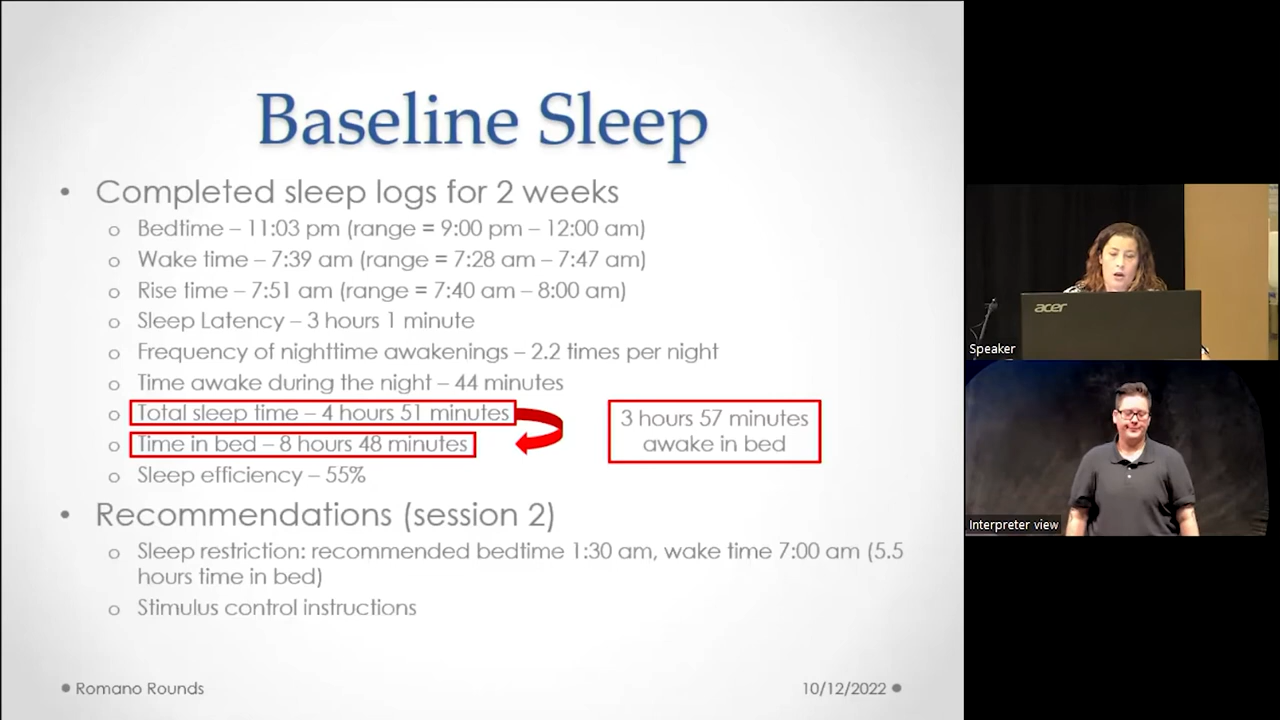 Baseline Sleep
• Completed sleep logs for 2 weeks
o Bedtime – 11:03 pm (range = 9:00 pm – 12:00 am)
o Wake time – 7:39 am (range = 7:28 am – 7:47 am)
o Rise time – 7:51 am (range = 7:40 am – 8:00 am)
o Sleep Latency – 3 hours 1 minute
o Frequency of nighttime awakenings – 2.2 times per night
o Time awake during the night – 44 minutes
o Total sleep time – 4 hours 51 minutes
o Time in bed – 8 hours 48 minutes
3 hours 57 minutes
awake in bed
o Sleep efficiency – 55%
• Recommendations (session 2)
o Sleep restriction: recommended bedtime 1:30 am, wake time 7:00 am (5.5
hours time in bed)
o Stimulus control instructions
Romano Rounds
10/12/2022
acer
Speaker
Interpreter view